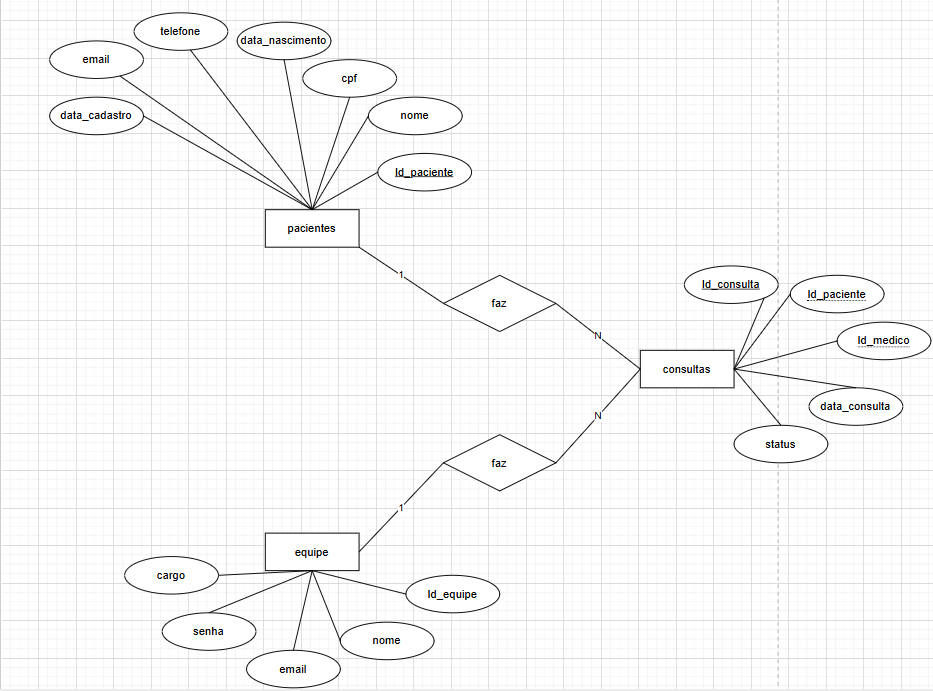 telefone
data_nascimento
email
cpf
data_cadastro
nome
Id_paciente
pacientes
1
faz
N
Id_consulta
Id_paciente
Id_medico
consultas
data_consulta
status
N
faz
1
equipe
cargo
Id_equipe
senha
nome
email